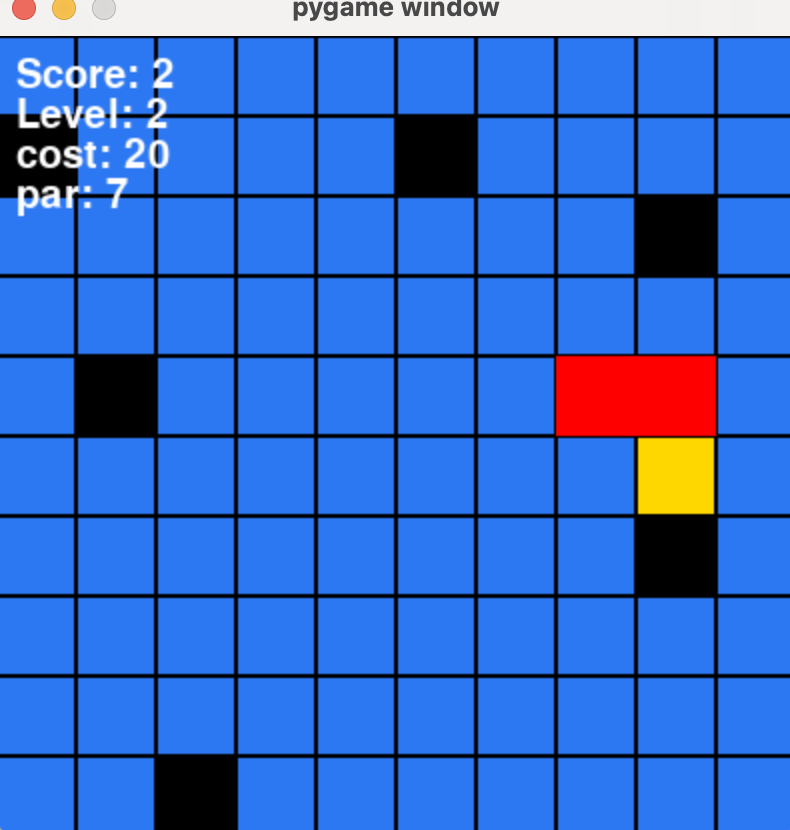 pygame window
Score: 2
Level: 2
cost: 20
par: 7